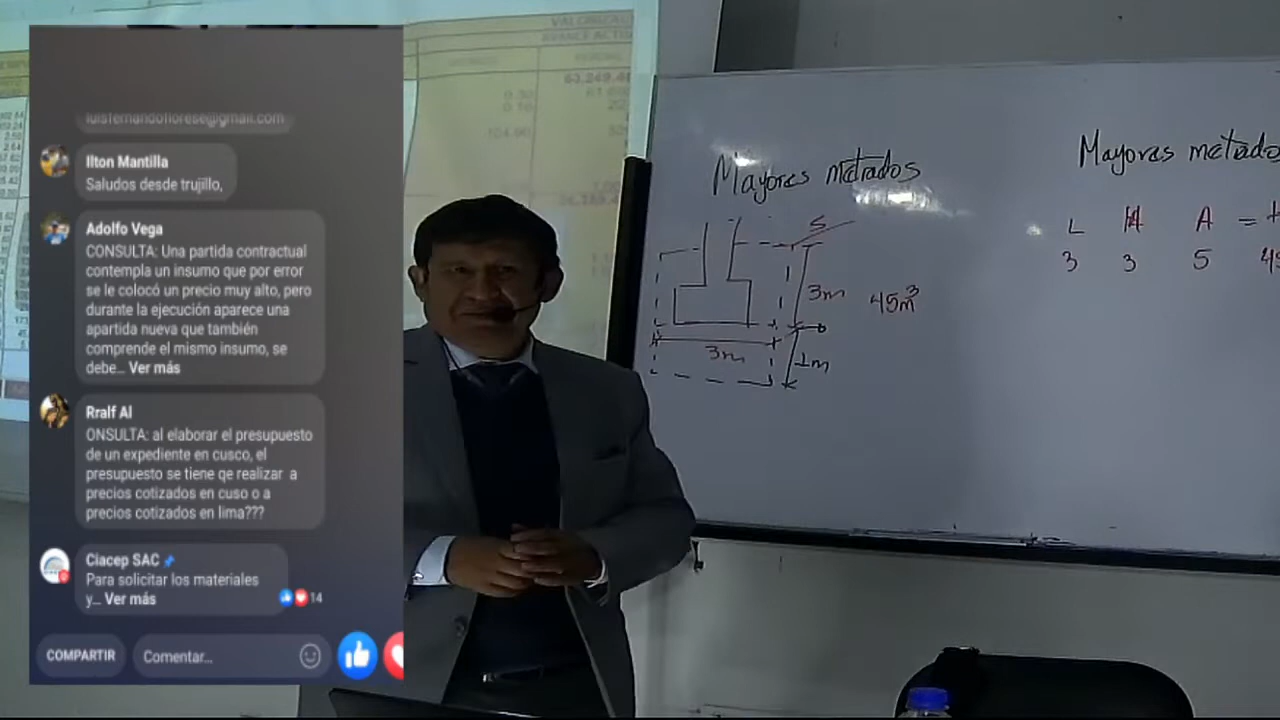 luisfernandoflorese@gmail.com
Ilton Mantilla
Saludos desde trujillo,
Adolfo Vega
CONSULTA: Una partida contractual
contempla un insumo que por error
se le colocó un precio muy alto, pero
durante la ejecución aparece una
apartida nueva que también
comprende el mismo insumo, se
debe... Ver más
Rralf Al
ONSULTA: al elaborar el presupuesto
de un expediente en cusco, el
presupuesto se tiene qe realizar a
precios cotizados en cuso o a
precios cotizados en lima???
Ciacep SAC
Para solicitar los materiales
y... Ver más
14
COMPARTIR
Comentar...
Mayores metrados
5
3m
45m³
3m
1m
Mayores metrado
L H A =
3 3 5 45